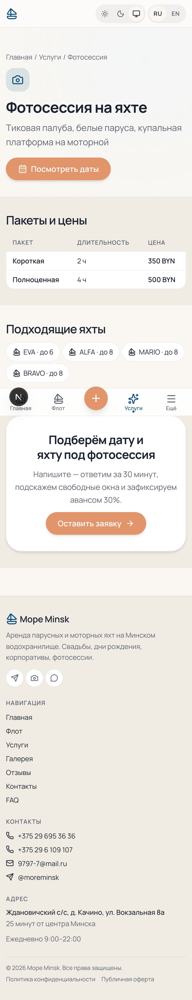 RU EN
Главная / Услуги / Фотосессия
Фотосессия на яхте
Тиковая палуба, белые паруса, купальная
платформа на моторной
Посмотреть даты
Пакеты и цены
ПАКЕТ ДЛИТЕЛЬНОСТЬ ЦЕНА
Короткая 2 ч 350 BYN
Полноценная 4 ч 500 BYN
Подходящие яхты
EVA · до 6 ALFA · до 8 MARIO · до 8
BRAVO · до 8
N
Главная Флот Услуги Ещё
Подберём дату и
яхту под фотосессия
Напишите — ответим за 30 минут,
подскажем свободные окна и зафиксируем
авансом 30%.
Оставить заявку
Море Minsk
Аренда парусных и моторных яхт на Минском
водохранилище. Свадьбы, дни рождения,
корпоративы, фотосессии.
НАВИГАЦИЯ
Главная
Флот
Услуги
Галерея
Отзывы
Контакты
FAQ
КОНТАКТЫ
+375 29 695 36 36
+375 29 6 109 107
9797-7@mail.ru
@moreminsk
АДРЕС
Ждановичский с/с, д. Качино, ул. Вокзальная 8а
25 минут от центра Минска
Ежедневно 9:00–22:00
© 2026 Море Minsk. Все права защищены.
Политика конфиденциальности Публичная оферта